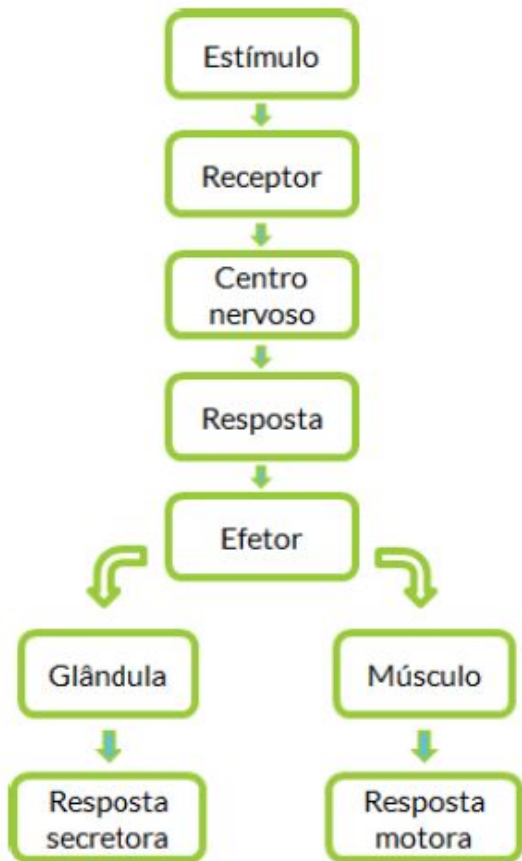 Estímulo
Receptor
Centro
nervoso
Resposta
Efetor
Glândula
Músculo
Resposta
secretora
Resposta
motora